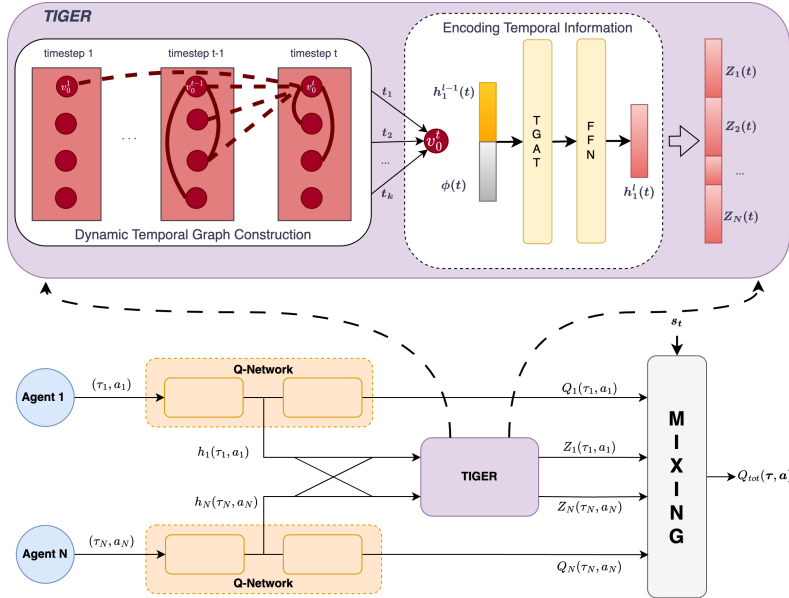 TIGER
Encoding Temporal Information
timestep 1
timestep t-1
timestep t
v_0^1
v_0^{t-1}
v_0^t
. . .
t_1
t_2
...
t_k
v_0^t
h_1^{l-1}(t)
ϕ(t)
TGAT
FFN
h_1^l(t)
Z_1(t)
Z_2(t)
...
Z_N(t)
Dynamic Temporal Graph Construction
s_t
Q-Network
Agent 1
(τ_1, a_1)
Q_1(τ_1, a_1)
h_1(τ_1, a_1)
Z_1(τ_1, a_1)
TIGER
MIXING
Q_{tot}(τ, a)
h_N(τ_N, a_N)
Z_N(τ_N, a_N)
Agent N
(τ_N, a_N)
Q_N(τ_N, a_N)
Q-Network